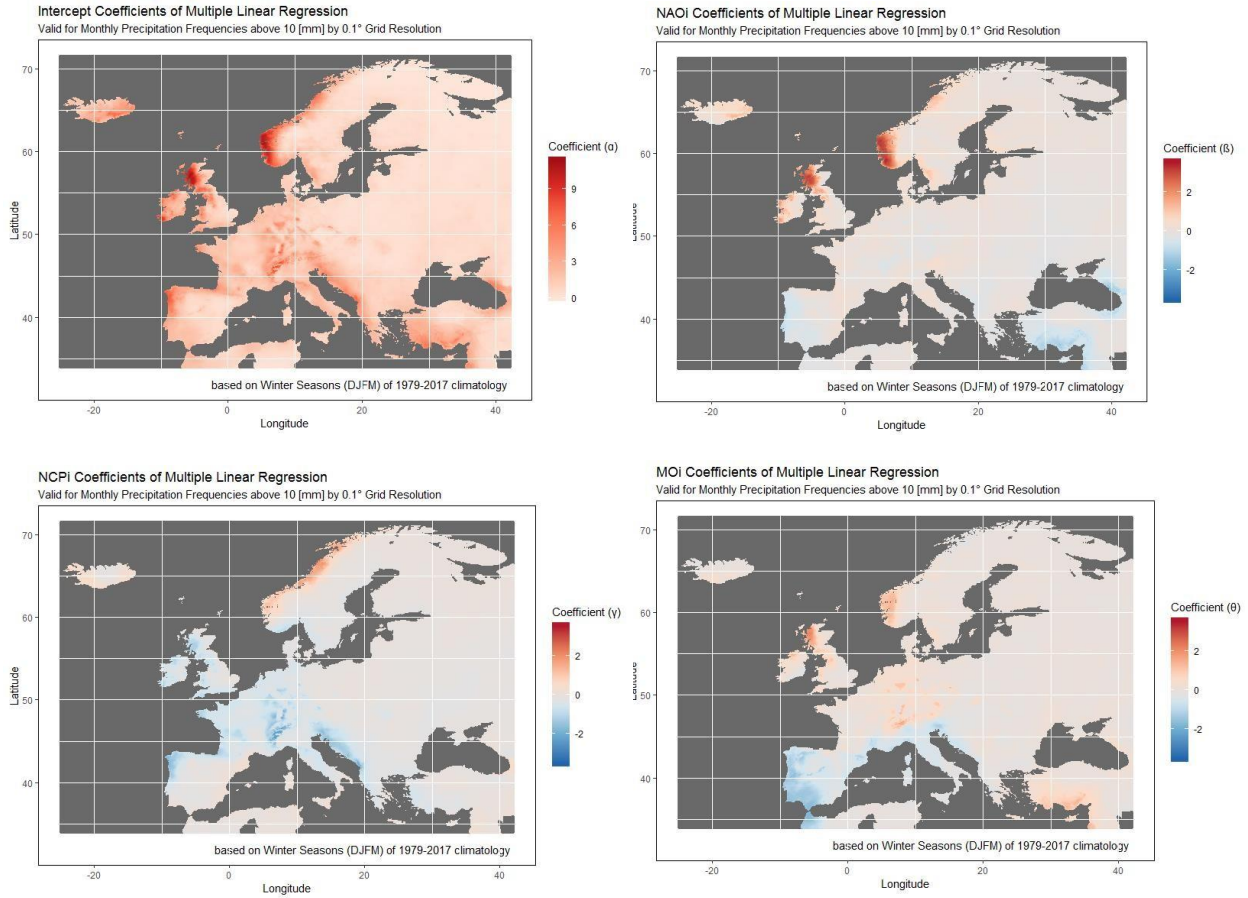 Intercept Coefficients of Multiple Linear Regression
Valid for Monthly Precipitation Frequencies above 10 [mm] by 0.1° Grid Resolution
70
60
50
40
Latitude
-20 0 20 40
Longitude
based on Winter Seasons (DJFM) of 1979-2017 climatology
Coefficient (α)
9
6
3
0
NAOi Coefficients of Multiple Linear Regression
Valid for Monthly Precipitation Frequencies above 10 [mm] by 0.1° Grid Resolution
70
60
50
40
Latitude
-20 0 20 40
Longitude
based on Winter Seasons (DJFM) of 1979-2017 climatology
Coefficient (ß)
2
0
-2
NCPi Coefficients of Multiple Linear Regression
Valid for Monthly Precipitation Frequencies above 10 [mm] by 0.1° Grid Resolution
70
60
50
40
Latitude
-20 0 20 40
Longitude
based on Winter Seasons (DJFM) of 1979-2017 climatology
Coefficient (γ)
2
0
-2
MOi Coefficients of Multiple Linear Regression
Valid for Monthly Precipitation Frequencies above 10 [mm] by 0.1° Grid Resolution
70
60
50
40
Latitude
-20 0 20 40
Longitude
based on Winter Seasons (DJFM) of 1979-2017 climatology
Coefficient (θ)
2
0
-2